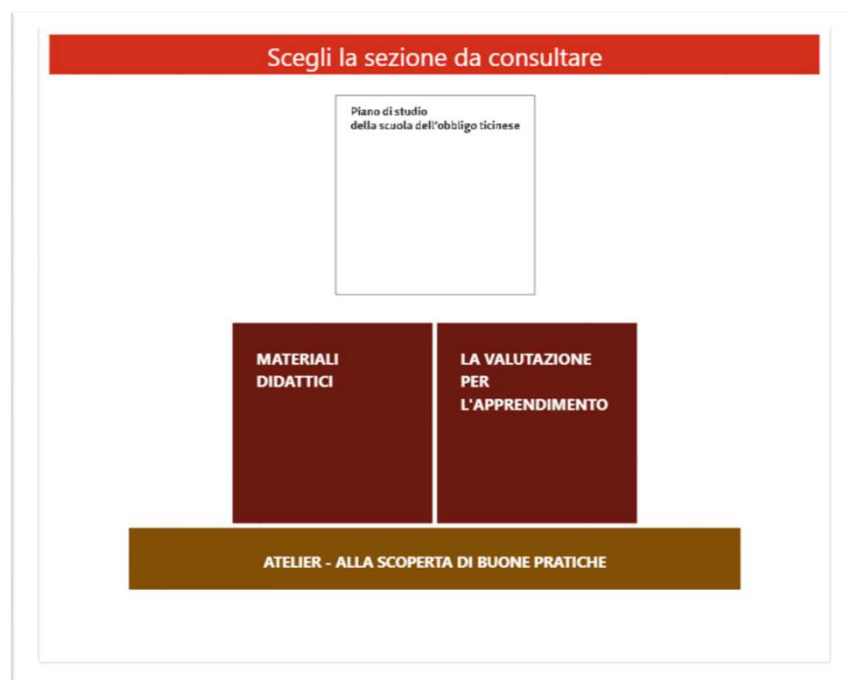 Scegli la sezione da consultare
Piano di studio
della scuola dell'obbligo ticinese
MATERIALI
DIDATTICI
LA VALUTAZIONE
PER
L'APPRENDIMENTO
ATELIER - ALLA SCOPERTA DI BUONE PRATICHE